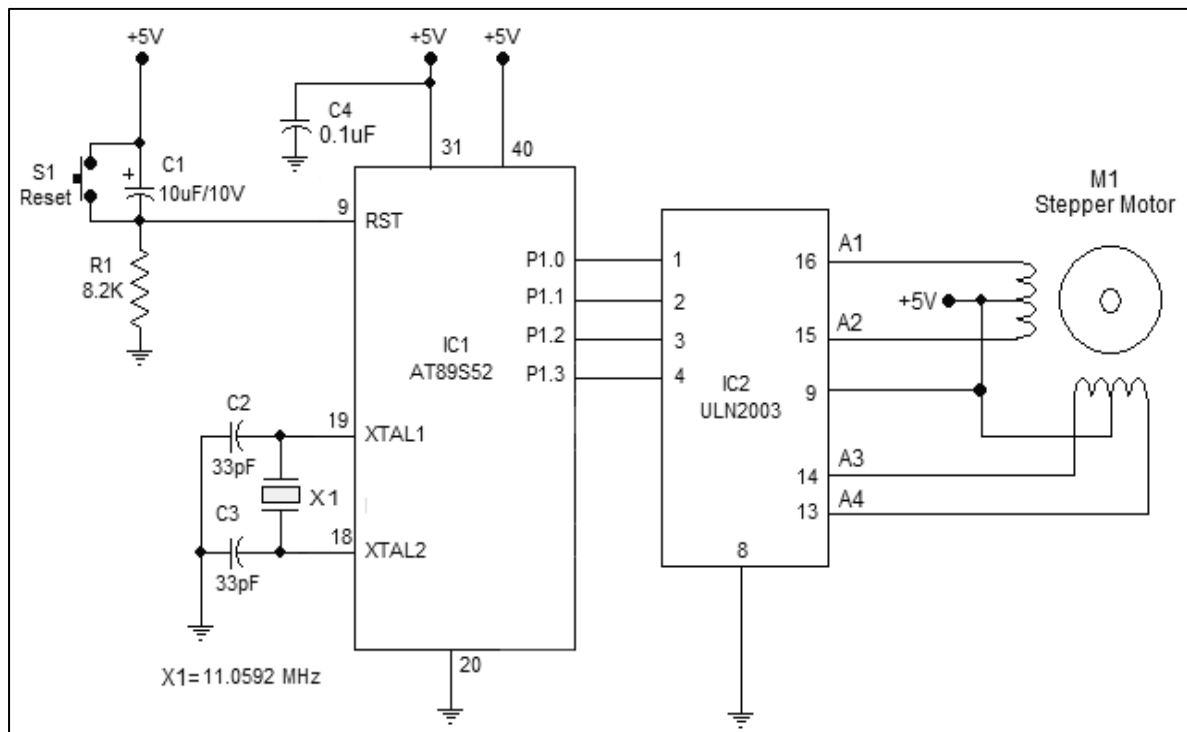 +5V
+5V
+5V
C4
0.1uF
31
40
S1
Reset
C1
+
10uF/10V
9
RST
R1
8.2K
M1
Stepper Motor
P1.0
1
16
A1
P1.1
2
+5V
P1.2
3
15
A2
IC1
AT89S52
P1.3
4
IC2
ULN2003
9
C2
33pF
19
XTAL1
X1
14
A3
C3
33pF
18
XTAL2
13
A4
8
20
X1=11.0592 MHz